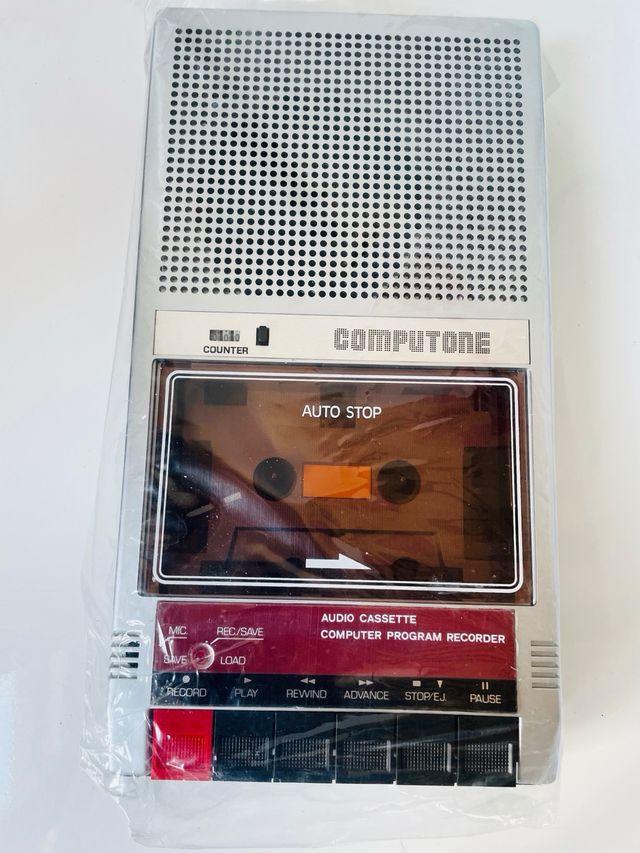 COUNTER
COMPUTONE
AUTO STOP
AUDIO CASSETTE
COMPUTER PROGRAM RECORDER
MIC. REC/SAVE
SAVE LOAD
RECORD PLAY REWIND ADVANCE STOP/EJ. PAUSE